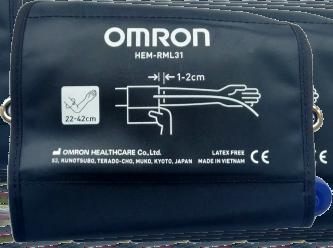 OMRON
HEM-RML31
1-2cm
22-42cm
OMRON HEALTHCARE Co., Ltd.
LATEX FREE
53, KUNOTSUBO, TERADO-CHO, MUKO, KYOTO, JAPAN MADE IN VIETNAM
CE